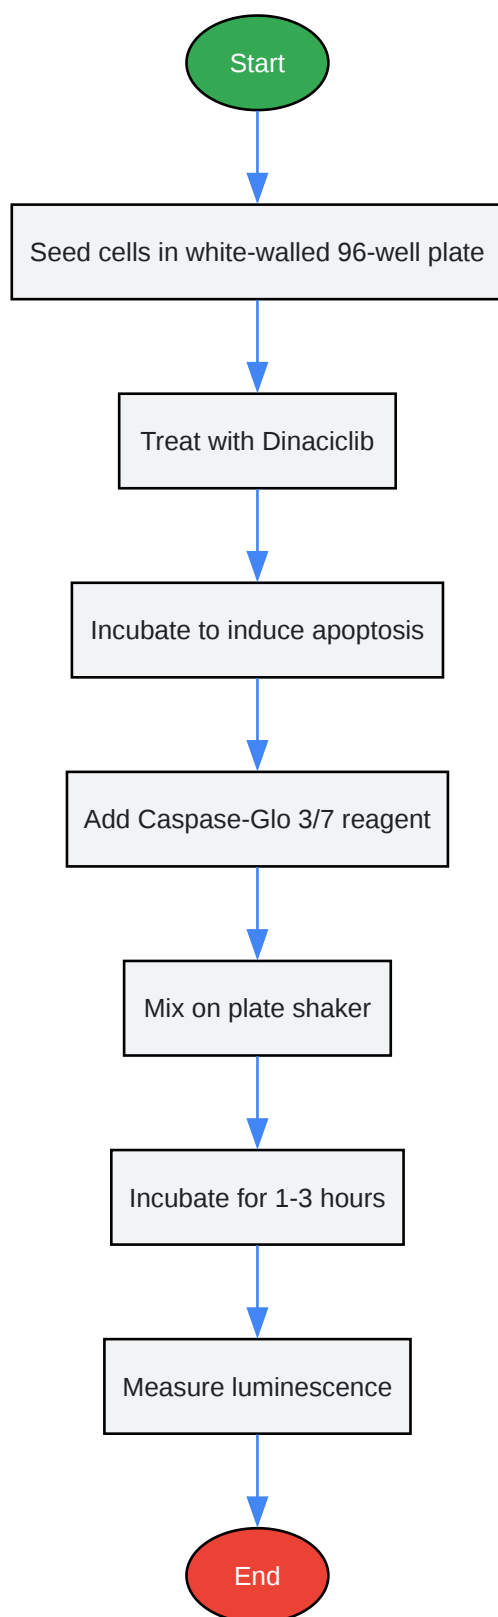 Start
Seed cells in white-walled 96-well plate
Treat with Dinaciclib
Incubate to induce apoptosis
Add Caspase-Glo 3/7 reagent
Mix on plate shaker
Incubate for 1-3 hours
Measure luminescence
End